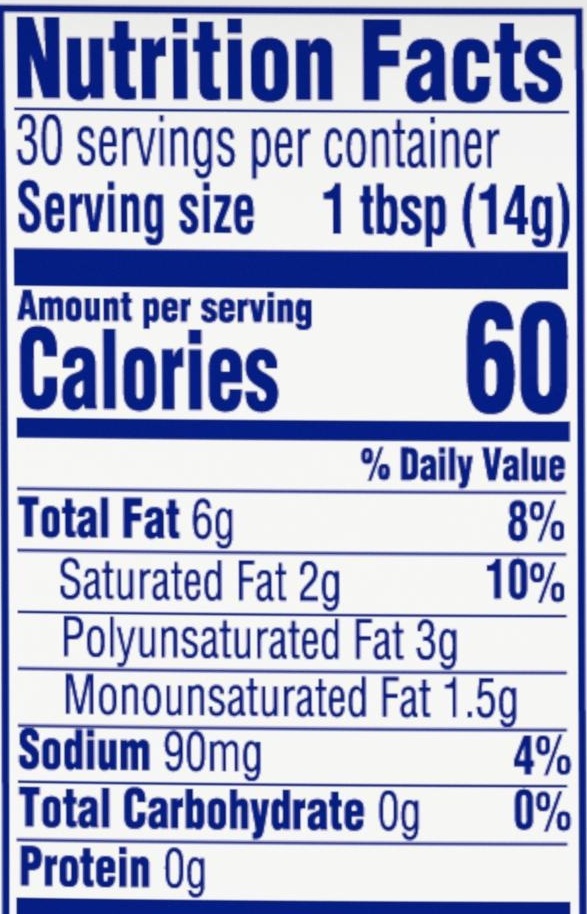 Nutrition Facts
30 servings per container
Serving size 1 tbsp (14g)
Amount per serving
Calories 60
% Daily Value
Total Fat 6g 8%
Saturated Fat 2g 10%
Polyunsaturated Fat 3g
Monounsaturated Fat 1.5g
Sodium 90mg 4%
Total Carbohydrate 0g 0%
Protein 0g